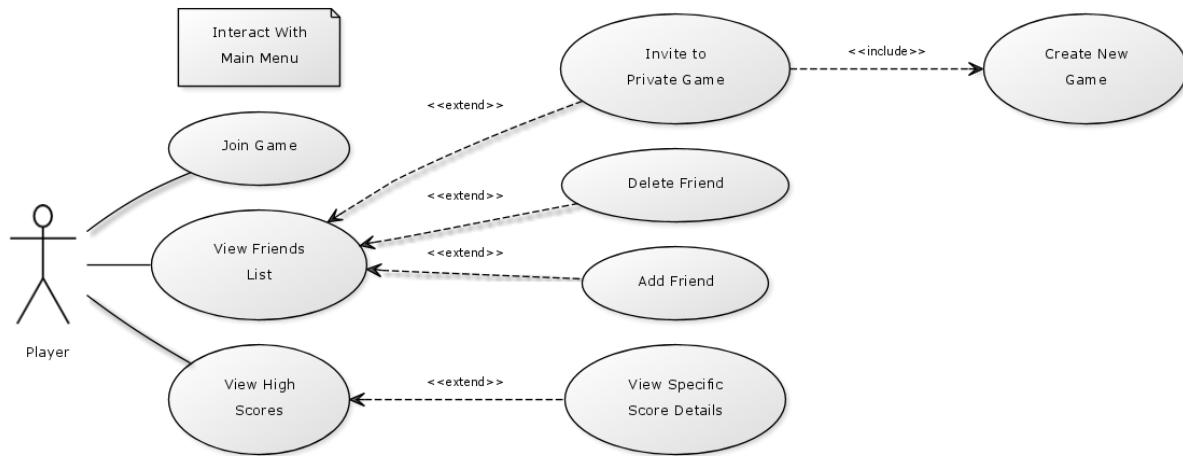 Interact With
Main Menu
Invite to
Private Game
<<include>>
Create New
Game
<<extend>>
Join Game
Delete Friend
<<extend>>
View Friends
List
<<extend>>
Add Friend
Player
View High
Scores
<<extend>>
View Specific
Score Details